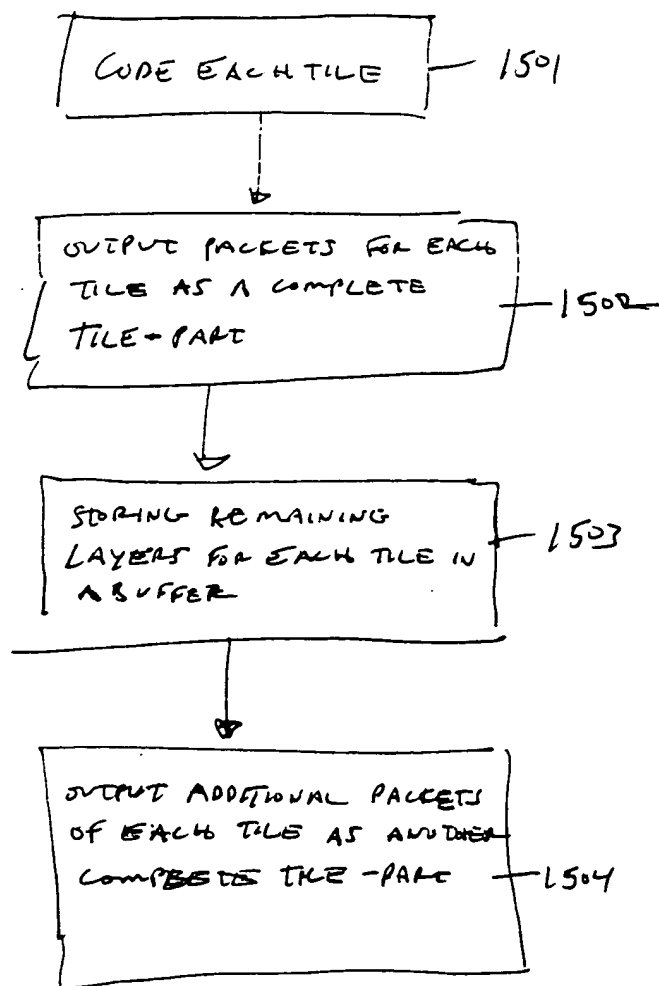 CODE EACH TILE
1501
OUTPUT PACKETS FOR EACH
TILE AS A COMPLETE
TILE-PART
1502
STORING REMAINING
LAYERS FOR EACH TILE IN
A BUFFER
1503
OUTPUT ADDITIONAL PACKETS
OF EACH TILE AS ANOTHER
COMPLETE TILE-PART
1504